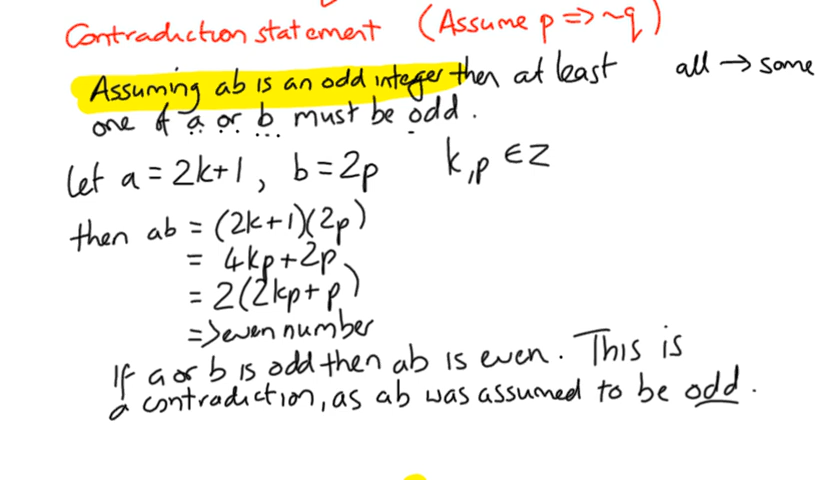 Contradiction statement (Assume p => ~q)
Assuming ab is an odd integer then at least all → some
one of a or b must be odd.
let a = 2k+1, b = 2p k,p ∈ Z
then ab = (2k+1)(2p)
= 4kp+2p
= 2(2kp+p)
=> even number
If a or b is odd then ab is even. This is
a contradiction, as ab was assumed to be odd.